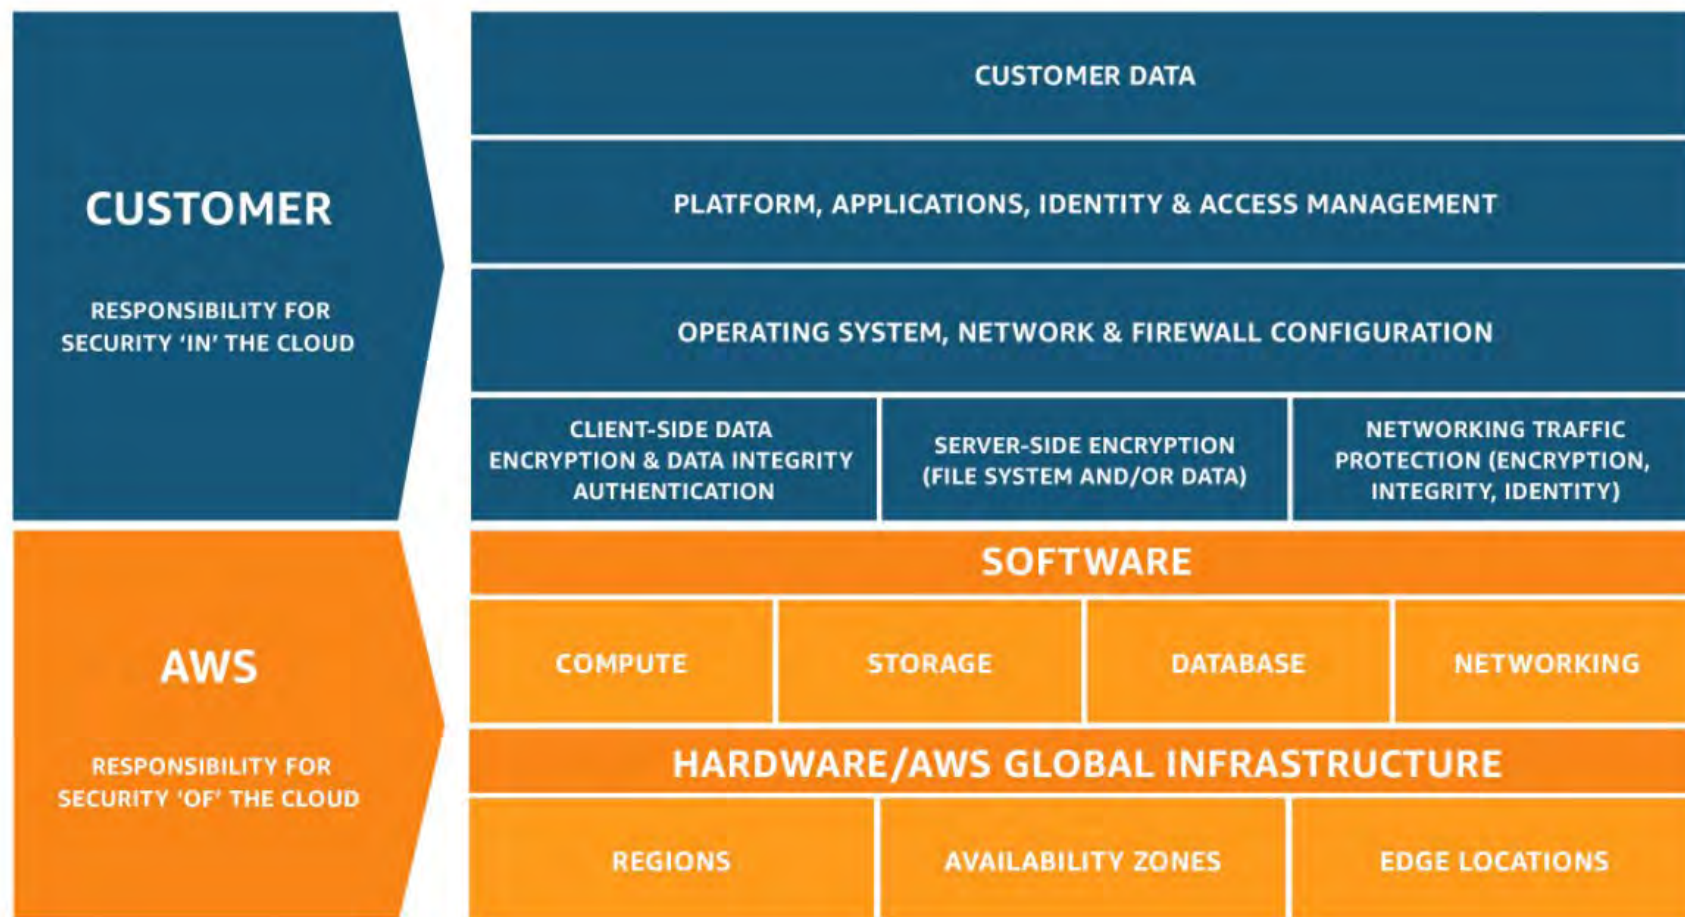 CUSTOMER
RESPONSIBILITY FOR
SECURITY ‘IN’ THE CLOUD
CUSTOMER DATA
PLATFORM, APPLICATIONS, IDENTITY & ACCESS MANAGEMENT
OPERATING SYSTEM, NETWORK & FIREWALL CONFIGURATION
CLIENT-SIDE DATA
ENCRYPTION & DATA INTEGRITY
AUTHENTICATION
SERVER-SIDE ENCRYPTION
(FILE SYSTEM AND/OR DATA)
NETWORKING TRAFFIC
PROTECTION (ENCRYPTION,
INTEGRITY, IDENTITY)
AWS
RESPONSIBILITY FOR
SECURITY ‘OF’ THE CLOUD
SOFTWARE
COMPUTE
STORAGE
DATABASE
NETWORKING
HARDWARE/AWS GLOBAL INFRASTRUCTURE
REGIONS
AVAILABILITY ZONES
EDGE LOCATIONS